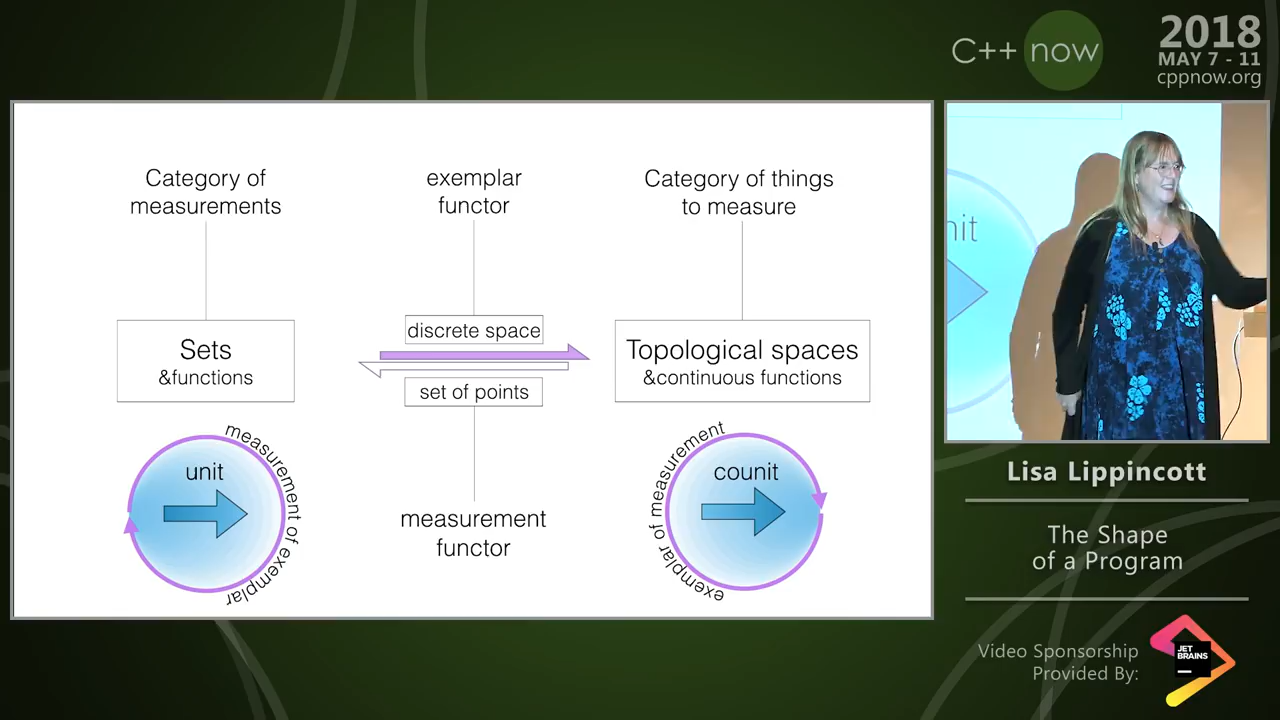 C++ now
2018
MAY 7 - 11
cppnow.org
Category of
measurements
exemplar
functor
Category of things
to measure
discrete space
Sets
&functions
Topological spaces
&continuous functions
set of points
measurement of exemplar
unit
exemplar of measurement
counit
measurement
functor
nit
Lisa Lippincott
The Shape
of a Program
Video Sponsorship
Provided By:
JET
BRAINS